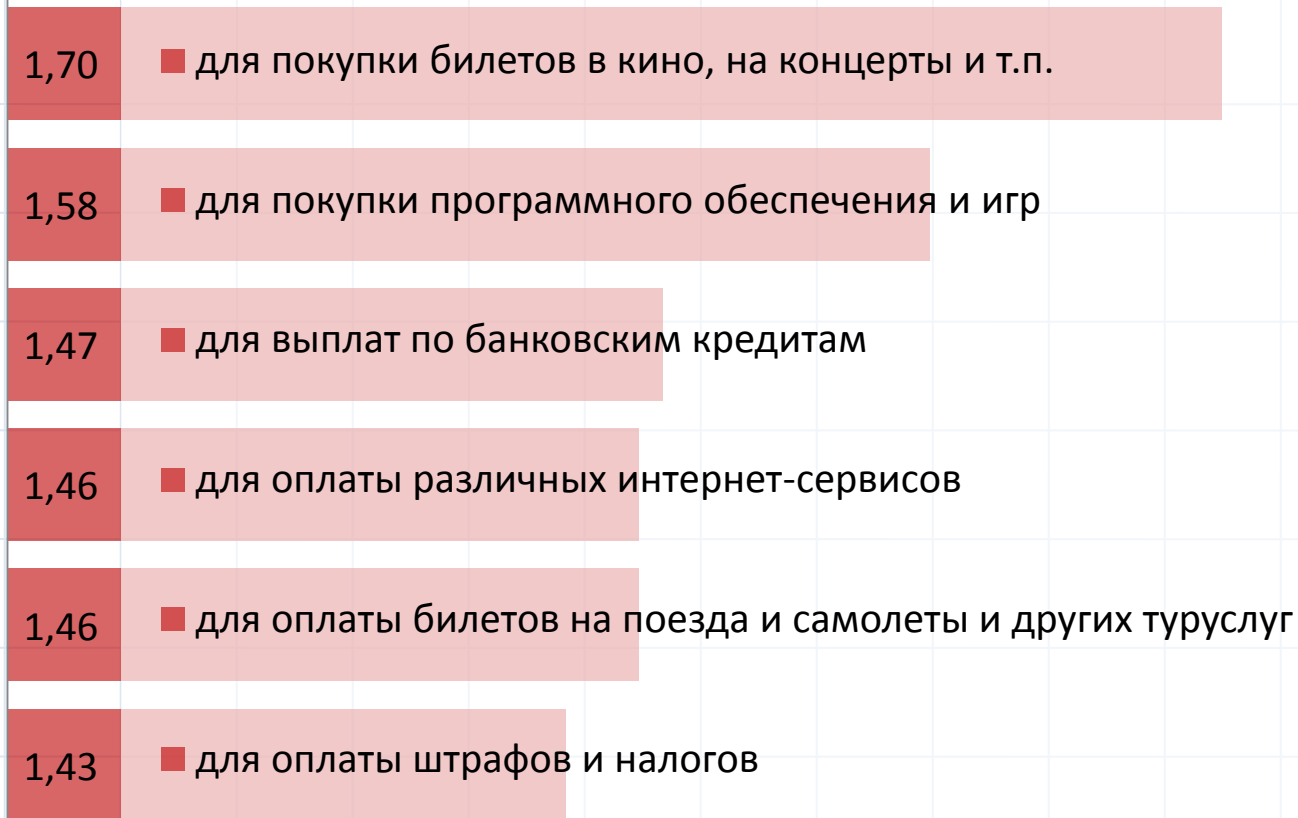 1,70 для покупки билетов в кино, на концерты и т.п.
1,58 для покупки программного обеспечения и игр
1,47 для выплат по банковским кредитам
1,46 для оплаты различных интернет-сервисов
1,46 для оплаты билетов на поезда и самолеты и других туруслуг
1,43 для оплаты штрафов и налогов